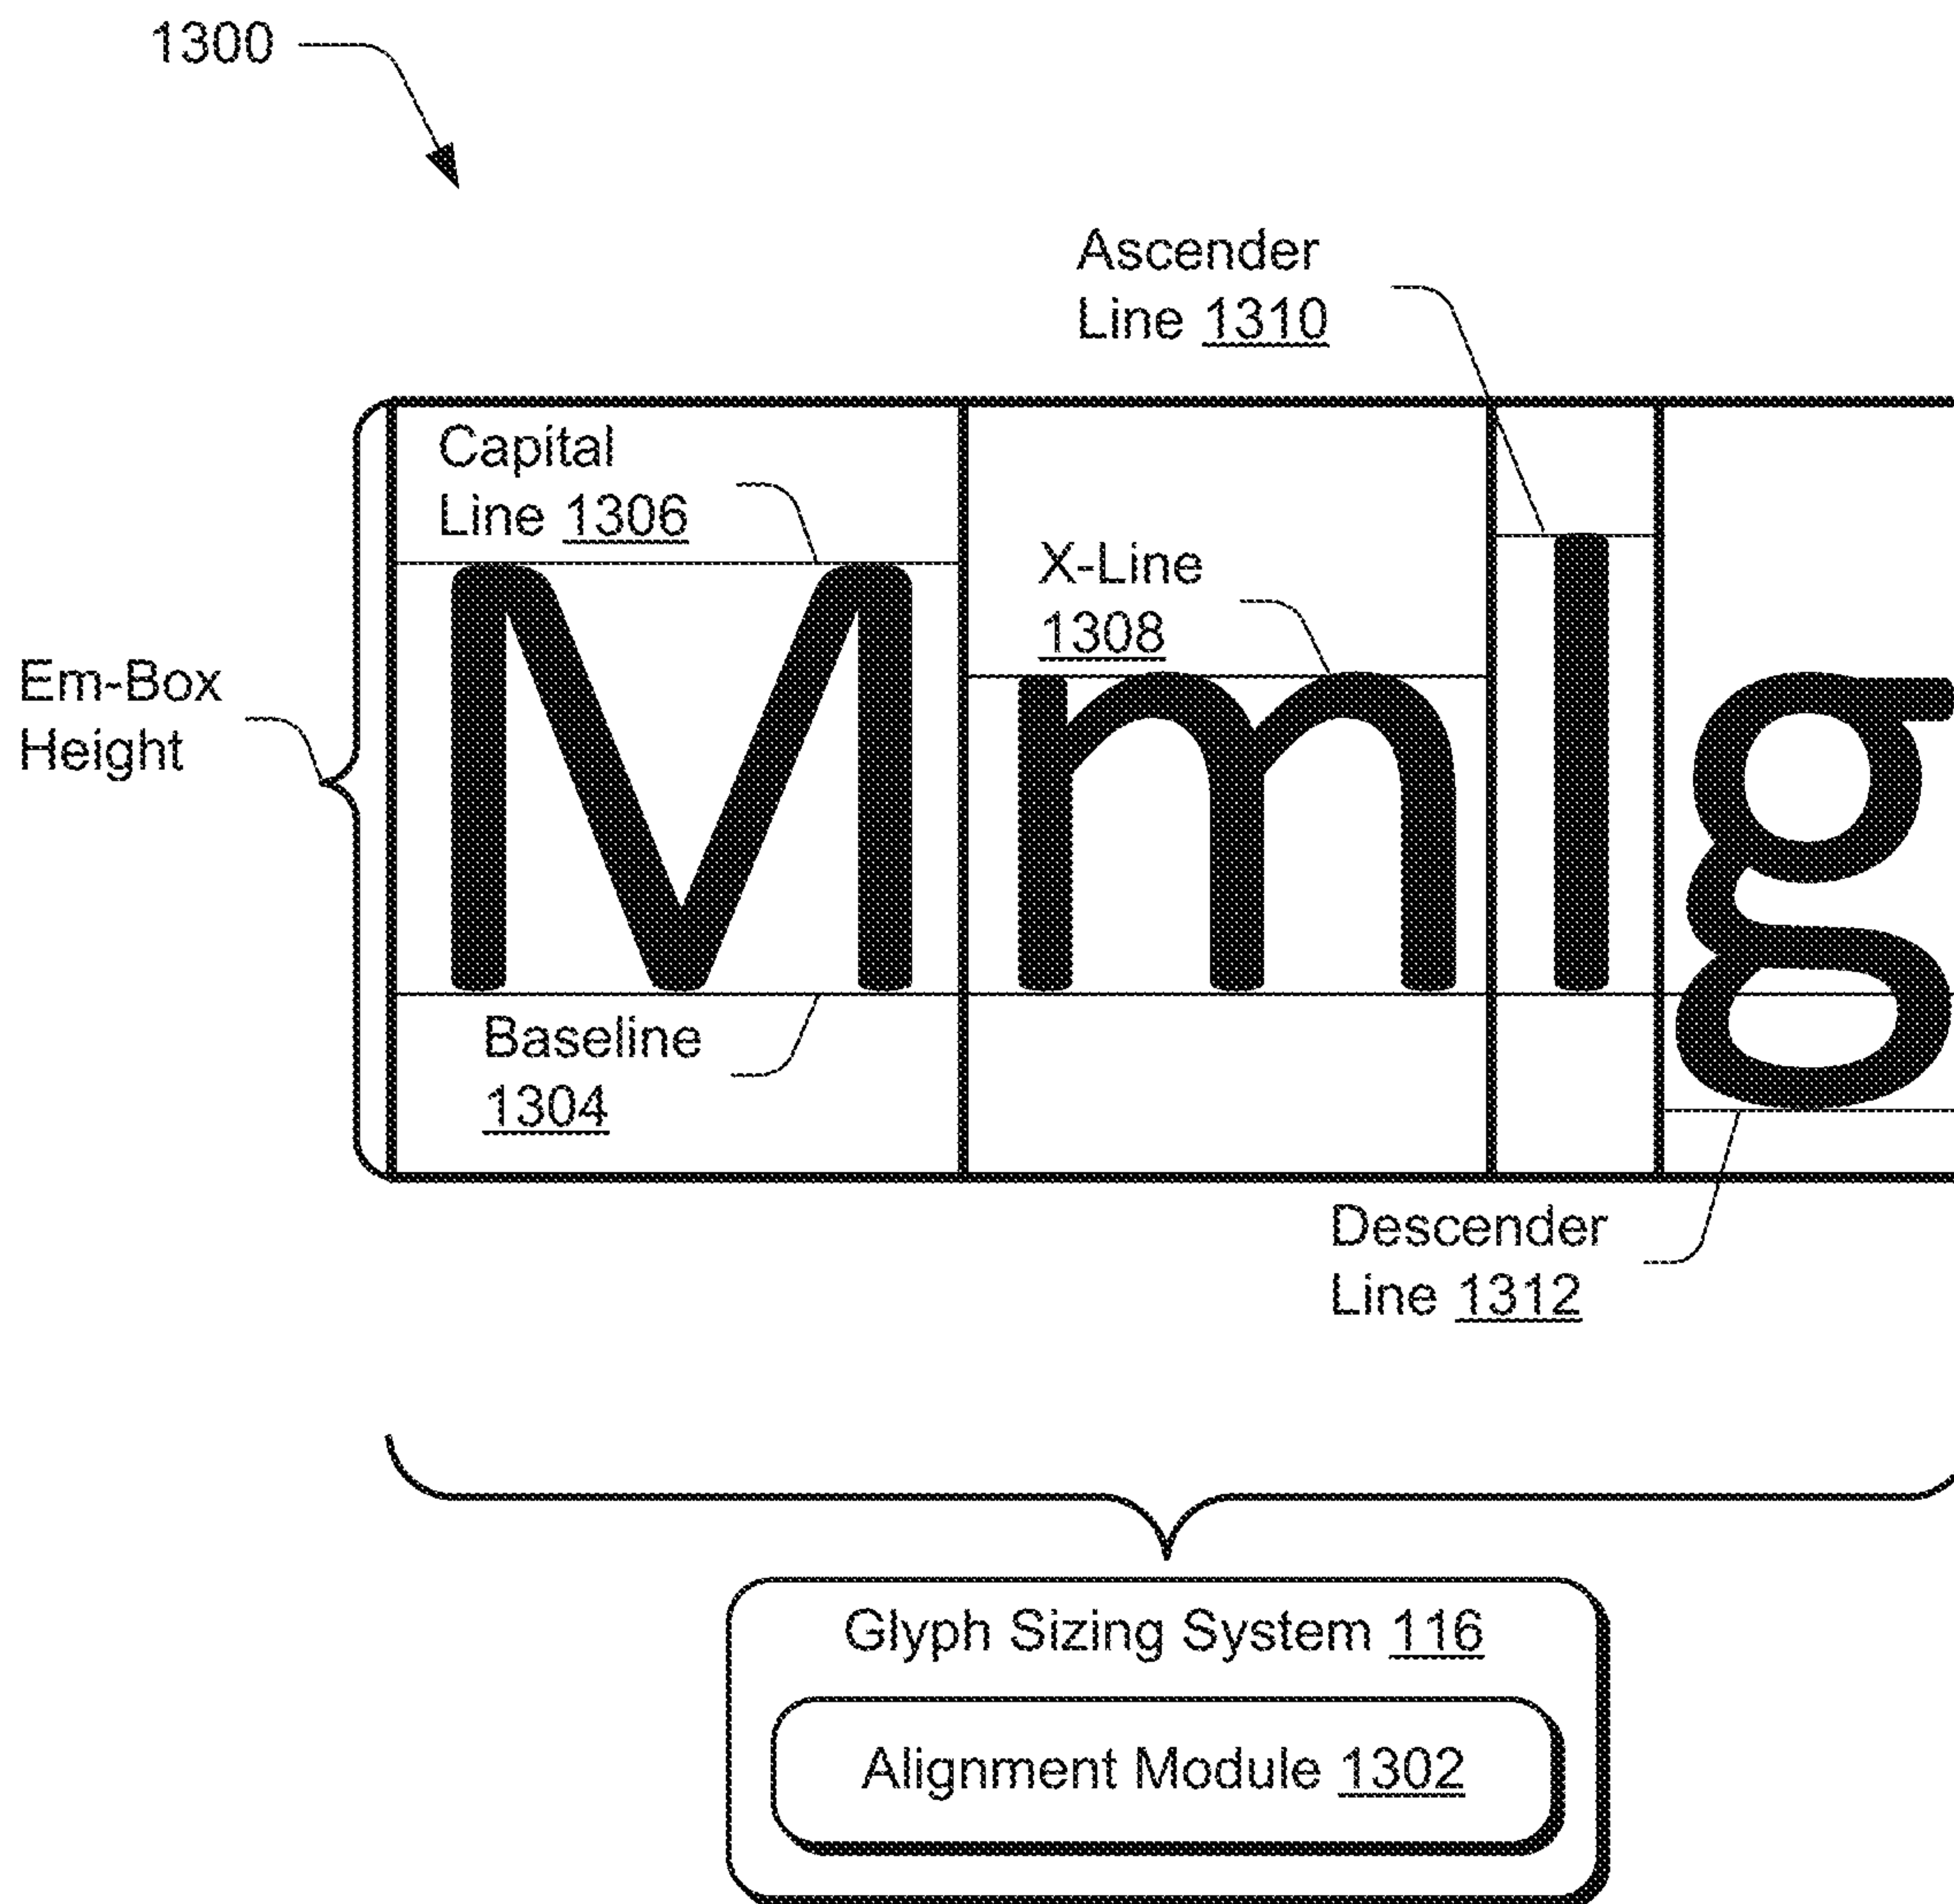 1300
Ascender
Line 1310
Capital
Line 1306
X-Line
1308
Em-Box
Height
Mmlg
Baseline
1304
Descender
Line 1312
Glyph Sizing System 116
Alignment Module 1302